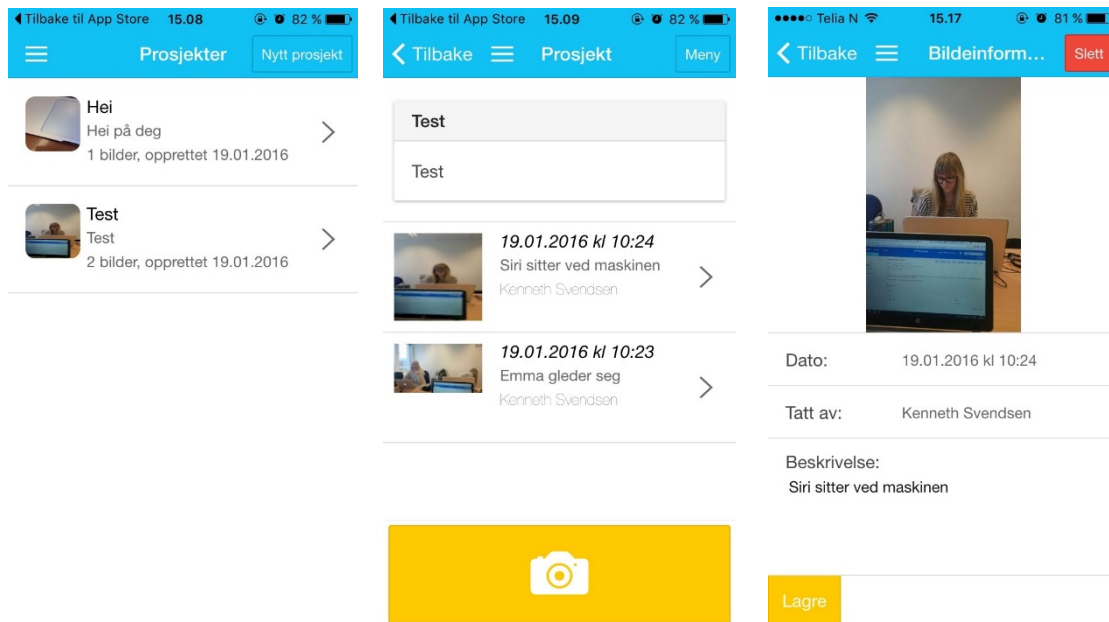 Tilbake til App Store 15.08 82 %
Prosjekter Nytt prosjekt
Hei
Hei på deg
1 bilder, opprettet 19.01.2016
Test
Test
2 bilder, opprettet 19.01.2016
Tilbake til App Store 15.09 82 %
Tilbake Prosjekt Meny
Test
Test
19.01.2016 kl 10:24
Siri sitter ved maskinen
Kenneth Svendsen
19.01.2016 kl 10:23
Emma gleder seg
Kenneth Svendsen
Telia N 15.17 81 %
Tilbake Bildeinform... Slett
Dato: 19.01.2016 kl 10:24
Tatt av: Kenneth Svendsen
Beskrivelse:
Siri sitter ved maskinen
Lagre